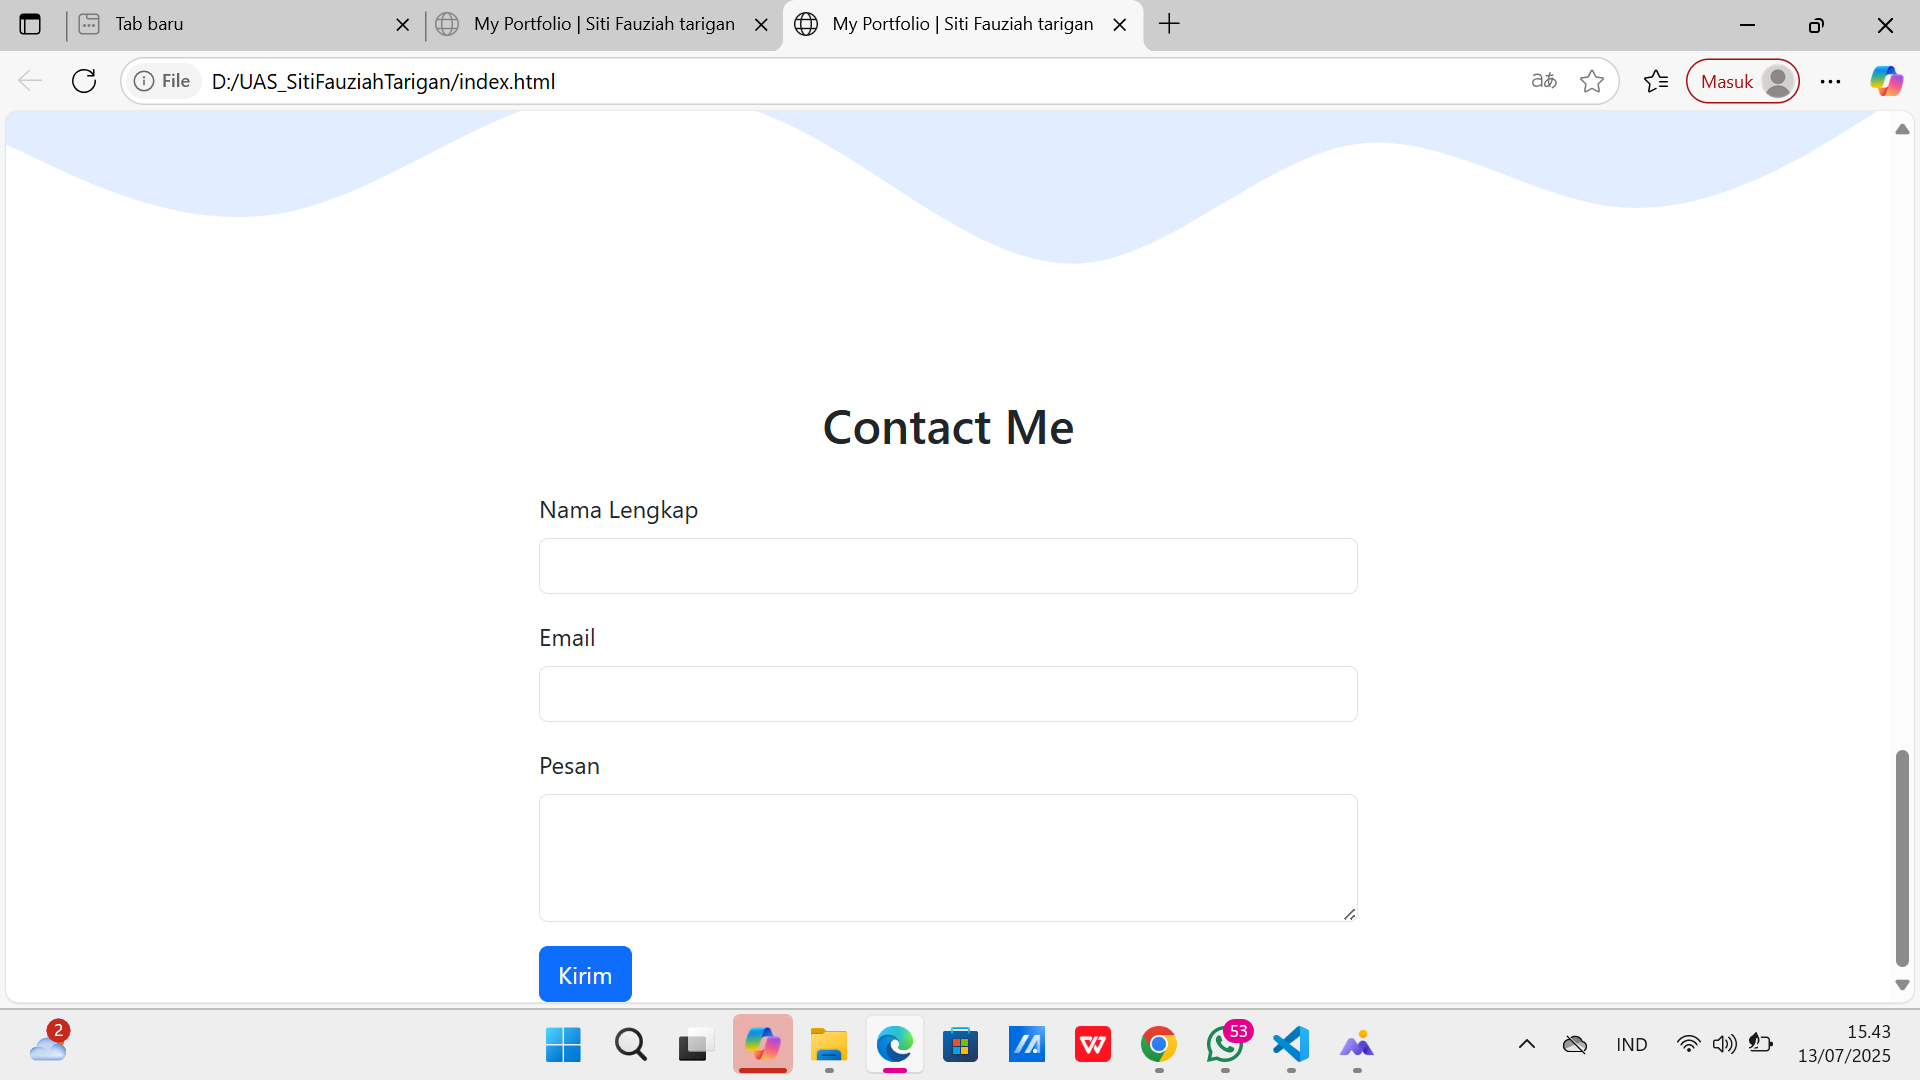 Tab baru
My Portfolio | Siti Fauziah tarigan
My Portfolio | Siti Fauziah tarigan
File
D:/UAS_SitiFauziahTarigan/index.html
Masuk
Contact Me
Nama Lengkap
Email
Pesan
Kirim
2
53
IND
15.43
13/07/2025